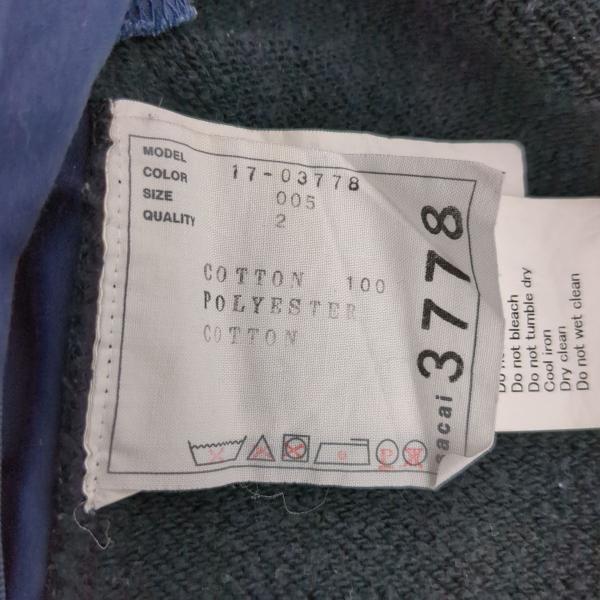 MODEL 17-03778
COLOR 005
SIZE 2
QUALITY
COTTON 100
POLYESTER
COTTON
P
sacai 3778
Do not bleach
Do not tumble dry
Cool iron
Dry clean
Do not wet clean